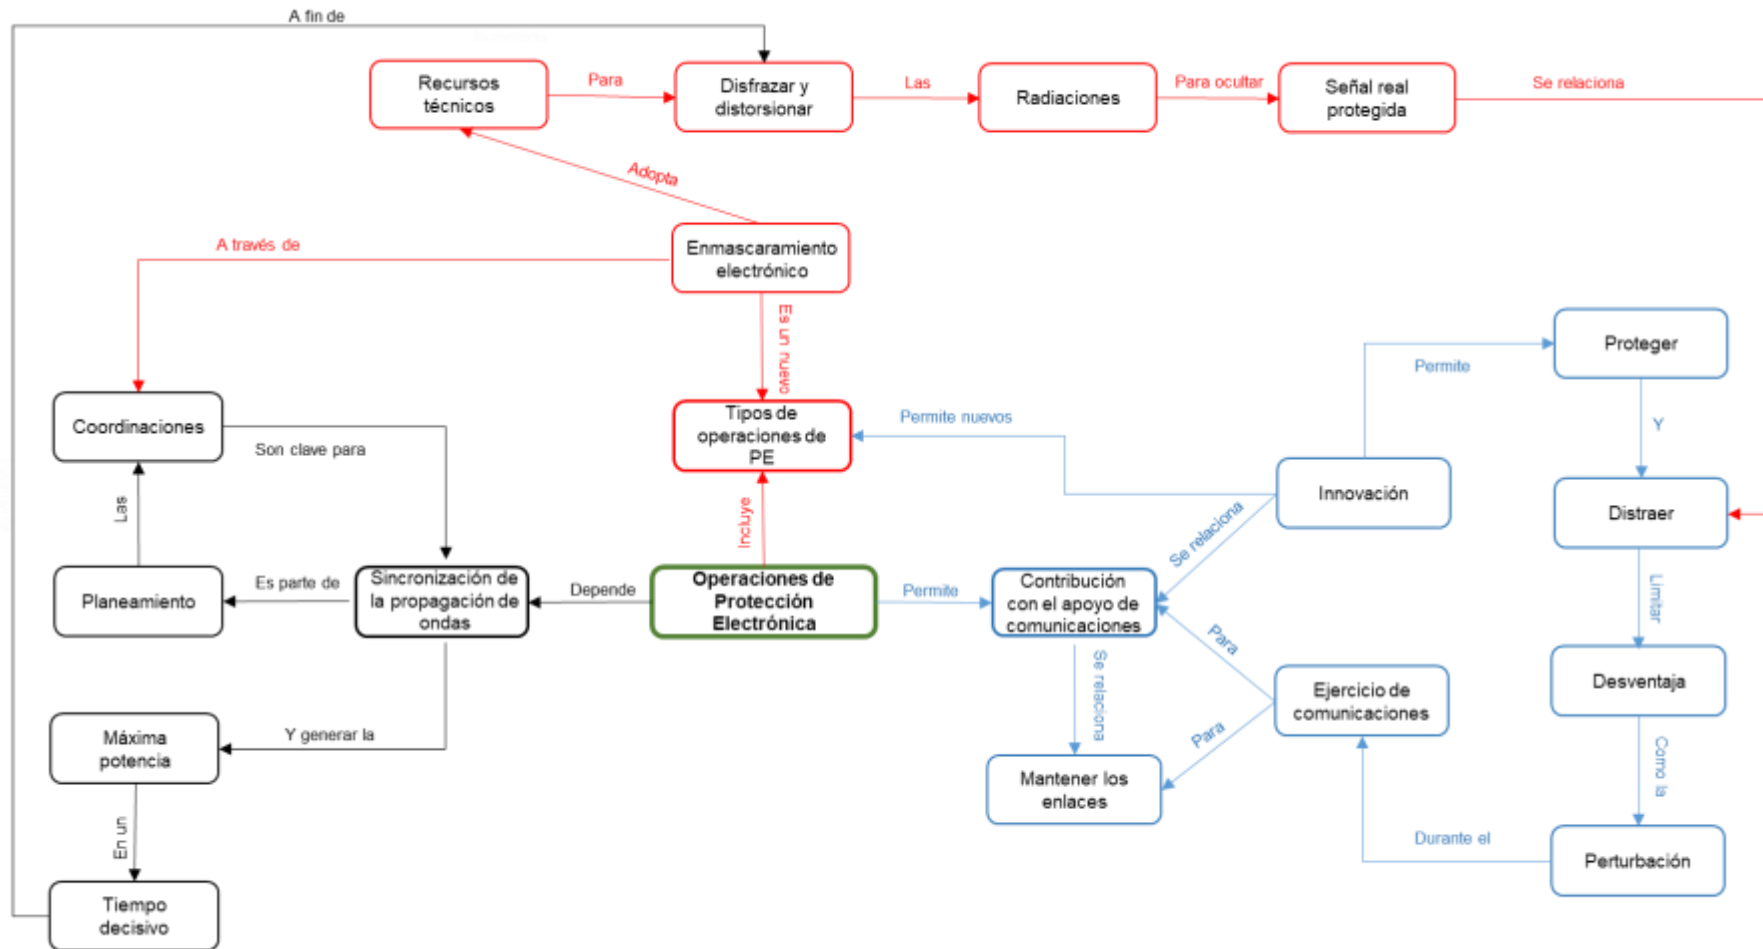 A fin de
Recursos
técnicos
Para
Disfrazar y
distorsionar
Las
Radiaciones
Para ocultar
Señal real
protegida
Se relaciona
Adopta
A través de
Enmascaramiento
electrónico
Es un nuevo
Proteger
Permite
Coordinaciones
Son clave para
Tipos de
operaciones de
PE
Permite nuevos
Y
Innovación
Distraer
Las
Incluye
Se relaciona
Planeamiento
Es parte de
Sincronización de
la propagación de
ondas
Depende
Operaciones de
Protección
Electrónica
Permite
Contribución
con el apoyo de
comunicaciones
Limitar
Para
Se relaciona
Ejercicio de
comunicaciones
Desventaja
Máxima
potencia
Y generar la
Para
Mantener los
enlaces
Como la
En un
Durante el
Perturbación
Tiempo
decisivo